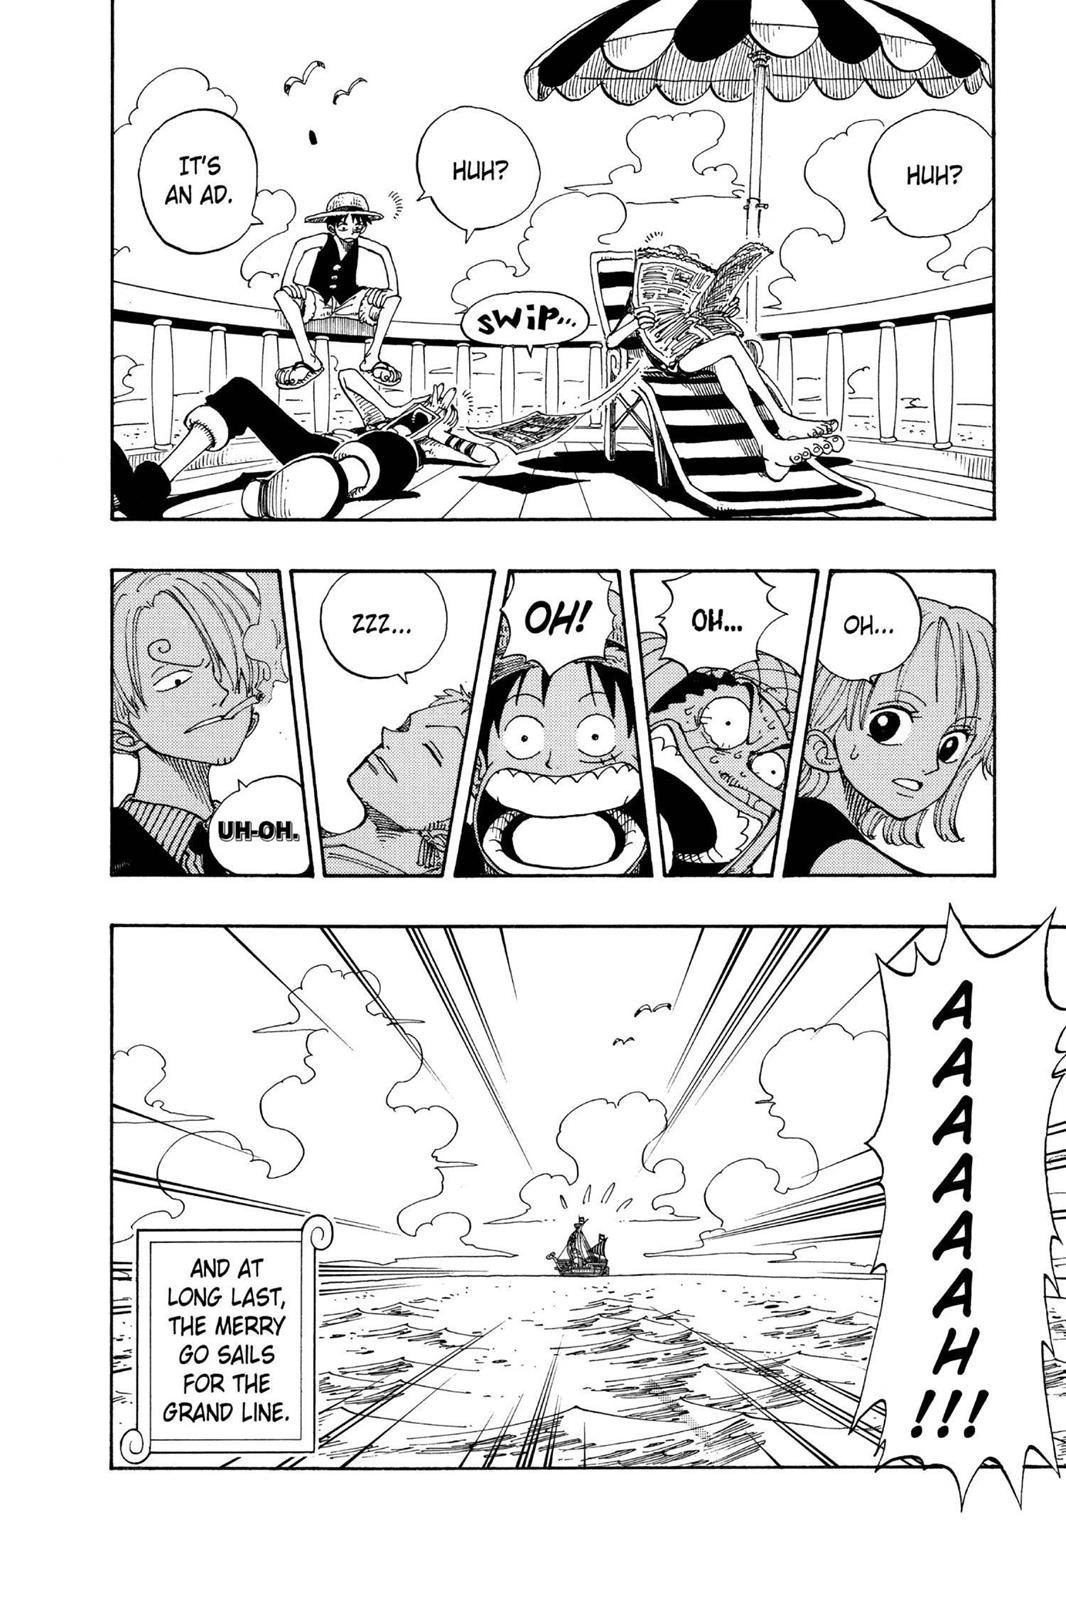 HUH?
HUH?
IT'S
AN AD.
SWIP...
OH...
OH...
OH!
ZZZ...
UH-OH.
AAAAAAH!!!
AND AT
LONG LAST,
THE MERRY
GO SAILS
FOR THE
GRAND LINE.